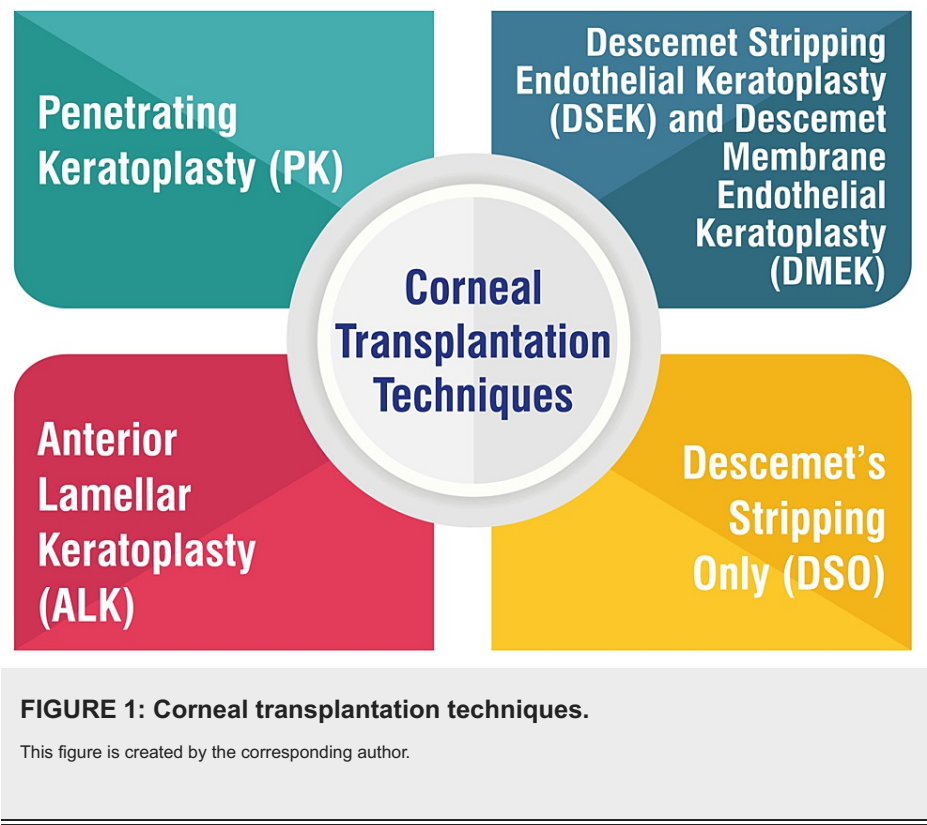 Penetrating
Keratoplasty (PK)
Descemet Stripping
Endothelial Keratoplasty
(DSEK) and Descemet
Membrane
Endothelial
Keratoplasty
(DMEK)
Corneal
Transplantation
Techniques
Anterior
Lamellar
Keratoplasty
(ALK)
Descemet's
Stripping
Only (DSO)
FIGURE 1: Corneal transplantation techniques.
This figure is created by the corresponding author.